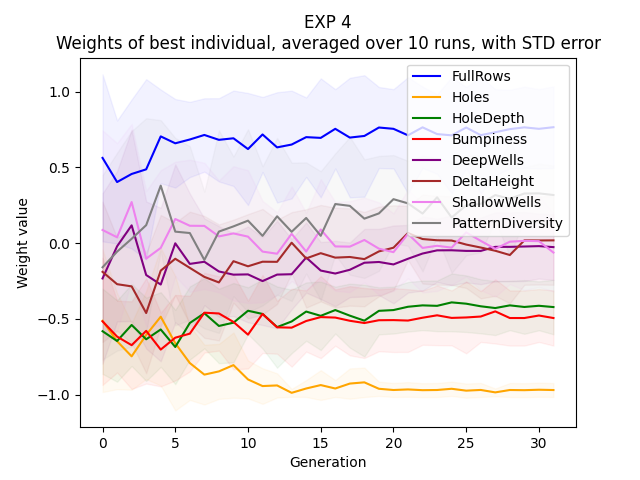 EXP 4
Weights of best individual, averaged over 10 runs, with STD error
FullRows
Holes
HoleDepth
Bumpiness
DeepWells
DeltaHeight
ShallowWells
PatternDiversity
Weight value
1.0
0.5
0.0
−0.5
−1.0
0 5 10 15 20 25 30
Generation